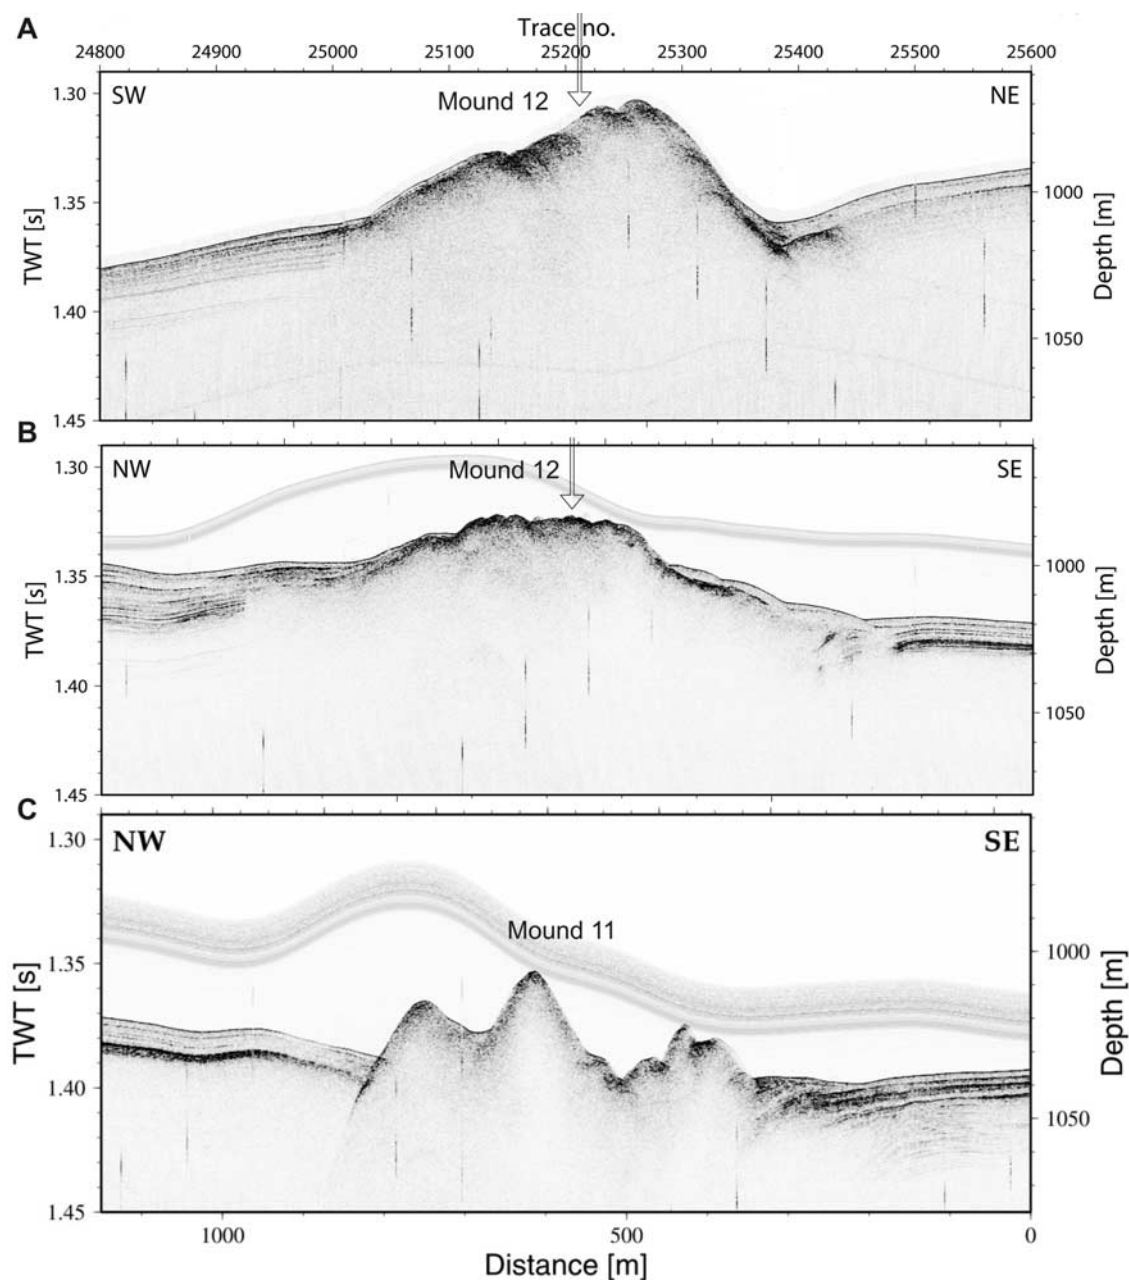 A
Trace no.
24800 24900 25000 25100 25200 25300 25400 25500 25600
SW
Mound 12
NE
1.30
1.35
1.40
1.45
TWT [s]
1000
1050
Depth [m]
B
NW
Mound 12
SE
1.30
1.35
1.40
1.45
TWT [s]
1000
1050
Depth [m]
C
NW
Mound 11
SE
1.30
1.35
1.40
1.45
TWT [s]
1000
1050
Depth [m]
1000 500 0
Distance [m]